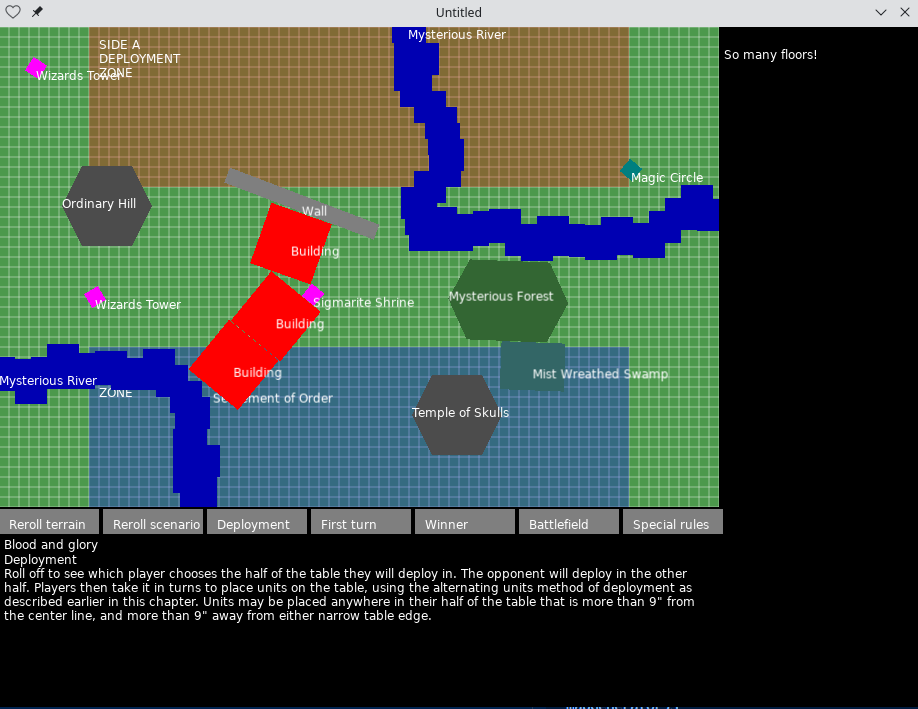 Untitled
Mysterious River
SIDE A
DEPLOYMENT
ZONE
So many floors!
Wizards Tower
Magic Circle
Ordinary Hill
Wall
Building
Mysterious Forest
Sigmarite Shrine
Wizards Tower
Building
Building
Mist Wreathed Swamp
Mysterious River
ZONE
of Order
Temple of Skulls
Reroll terrain
Reroll scenario
Deployment
First turn
Winner
Battlefield
Special rules
Blood and glory
Deployment
Roll off to see which player chooses the half of the table they will deploy in. The opponent will deploy in the other
half. Players then take it in turns to place units on the table, using the alternating units method of deployment as
described earlier in this chapter. Units may be placed anywhere in their half of the table that is more than 9" from
the center line, and more than 9" away from either narrow table edge.